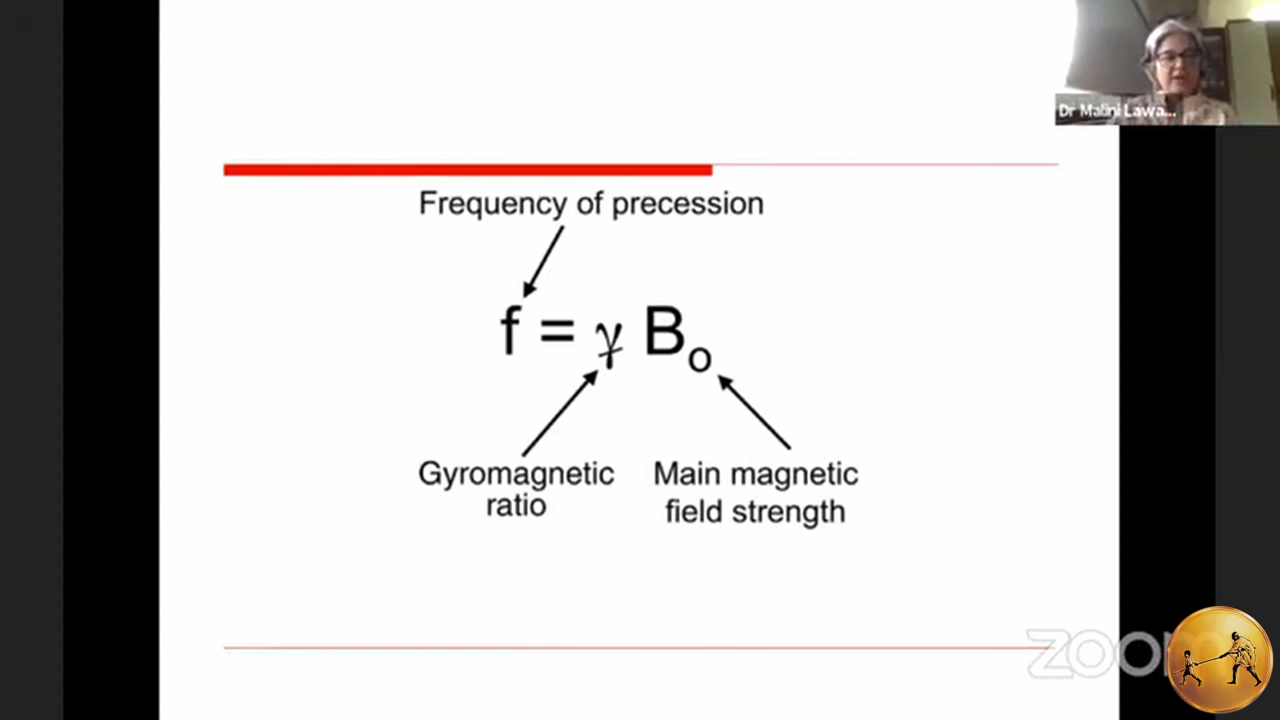 Dr Malini Lawa...
Frequency of precession
f = γ Bo
Gyromagnetic
ratio
Main magnetic
field strength
zoom